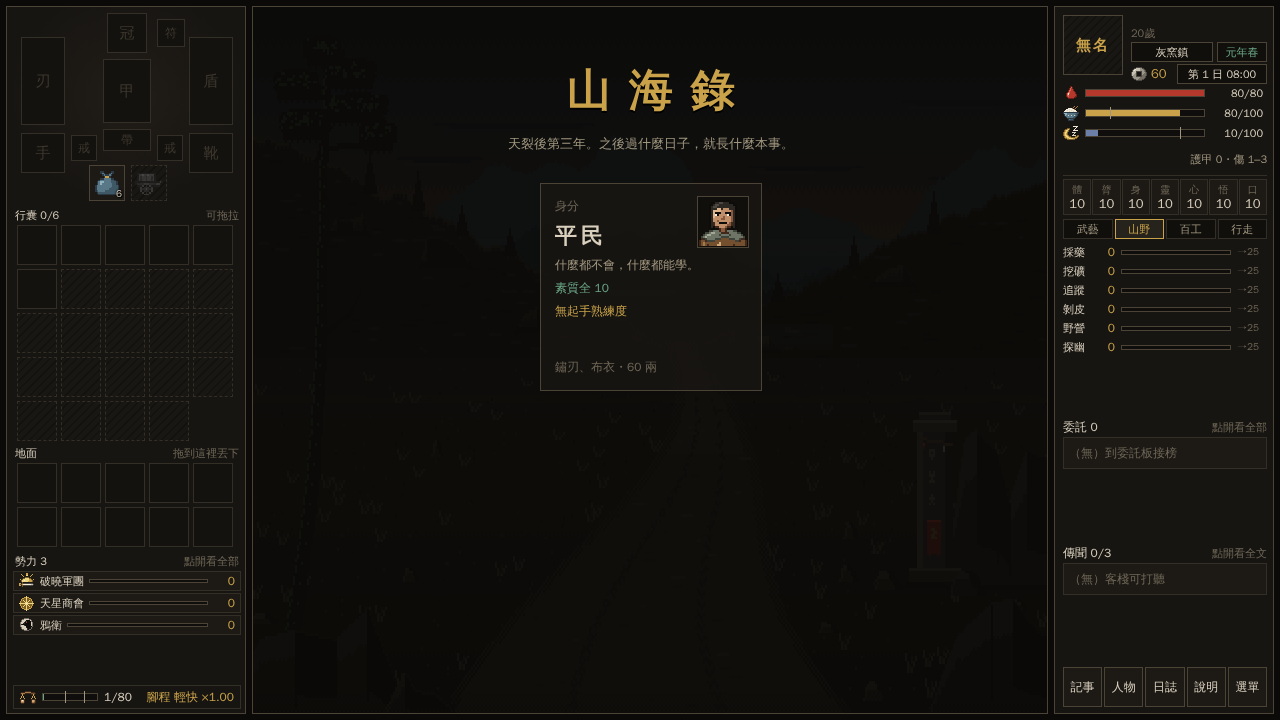 冠
符
刃
甲
盾
手
戒
帶
戒
靴
6
行囊 0/6
可拖拉
地面
拖到這裡丟下
勢力 3
點開看全部
破曉軍團
0
天星商會
0
鴉衛
0
1/80
腳程 輕快 ×1.00
山海錄
天裂後第三年。之後過什麼日子，就長什麼本事。
身分
平民
什麼都不會，什麼都能學。
素質全 10
無起手熟練度
鏽刃、布衣・60 兩
無名
20歲
灰窯鎮
元年春
60
第 1 日 08:00
80/80
80/100
10/100
護甲 0・傷 1–3
體 膂 身 靈 心 悟 口
10 10 10 10 10 10 10
武藝 山野 百工 行走
採藥 0 →25
挖礦 0 →25
追蹤 0 →25
剝皮 0 →25
野營 0 →25
探幽 0 →25
委託 0
點開看全部
（無）到委託板接榜
傳聞 0/3
點開看全文
（無）客棧可打聽
記事 人物 日誌 說明 選單